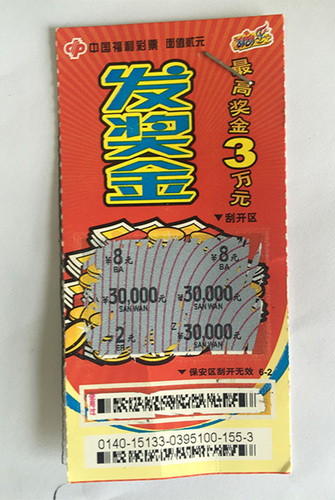 中国福利彩票 面值贰元
发奖金
最高奖金3万元
▼刮开区
¥8元 ¥8元
BA BA
¥30,000元 ¥30,000元
SANWAN SANWAN
2元 ¥30,000元
ER SANWAN
▼保安区刮开无效 6-2
0140-15133-0395100-155-3